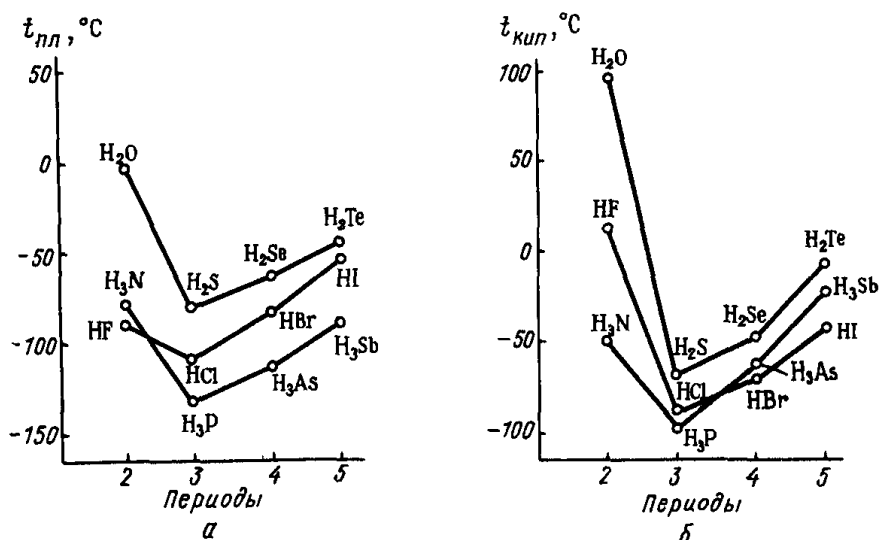 tпл, °C
50
0
−50
−100
−150
H₂O
H₃N
HF
H₂S
HCl
H₃P
H₂Se
HBr
H₃As
H₂Te
HI
H₃Sb
2 3 4 5
Периоды
а
tкип, °C
100
50
0
−50
−100
H₂O
HF
H₃N
H₂S
HCl
H₃P
H₂Se
H₃As
HBr
H₂Te
H₃Sb
HI
2 3 4 5
Периоды
б